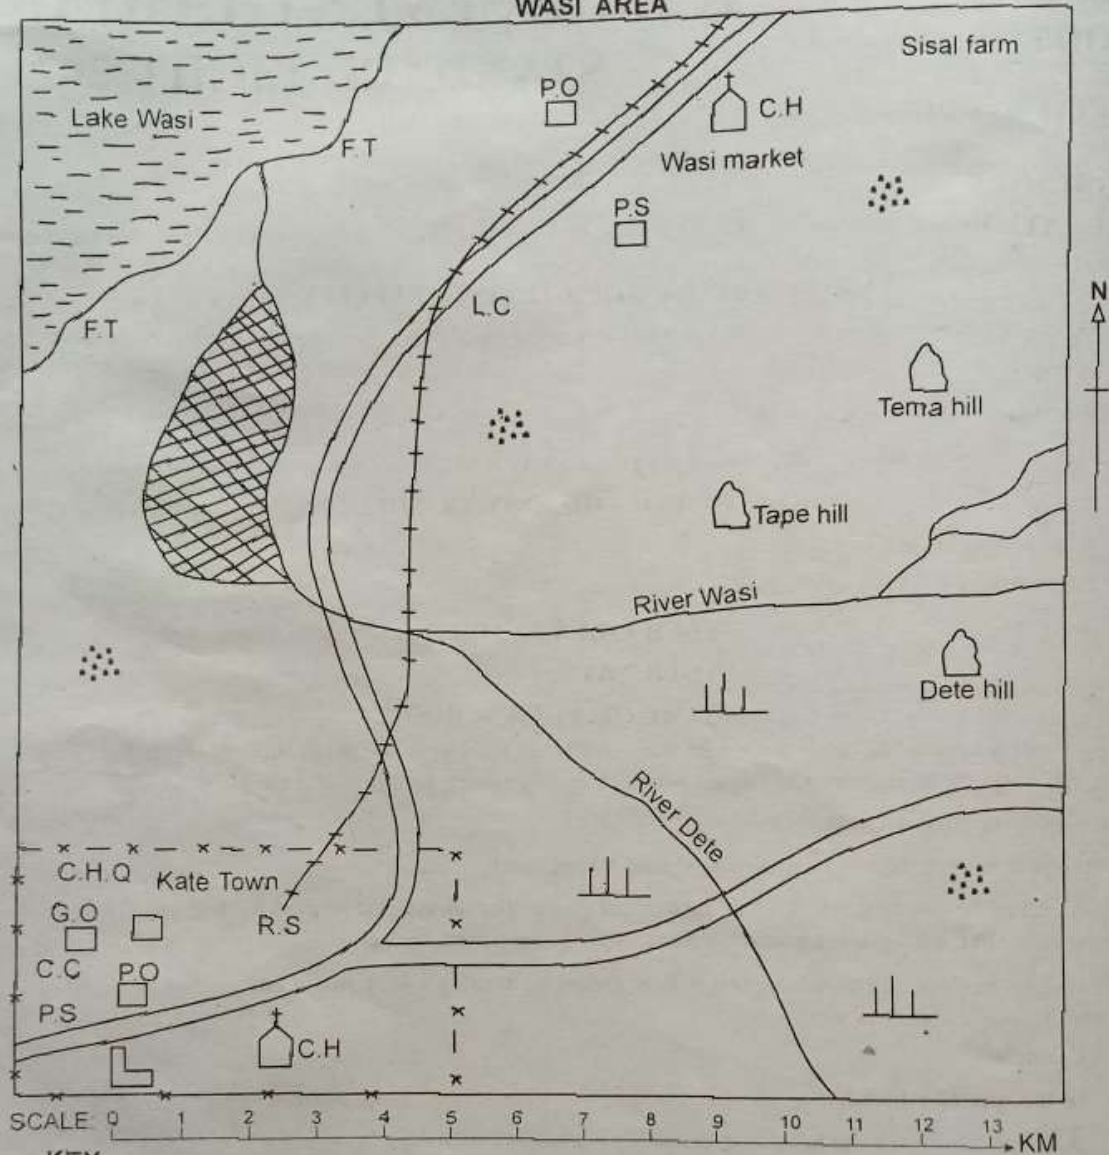 WASI AREA
Sisal farm
P.O
Lake Wasi
C.H
F.T
Wasi market
P.S
N
L.C
F.T
Tema hill
Tape hill
River Wasi
Dete hill
River Dete
C.H.Q
Kate Town
G.O
R.S
C.C
P.O
P.S
C.H
SCALE: 0 1 2 3 4 5 6 7 8 9 10 11 12 13 KM